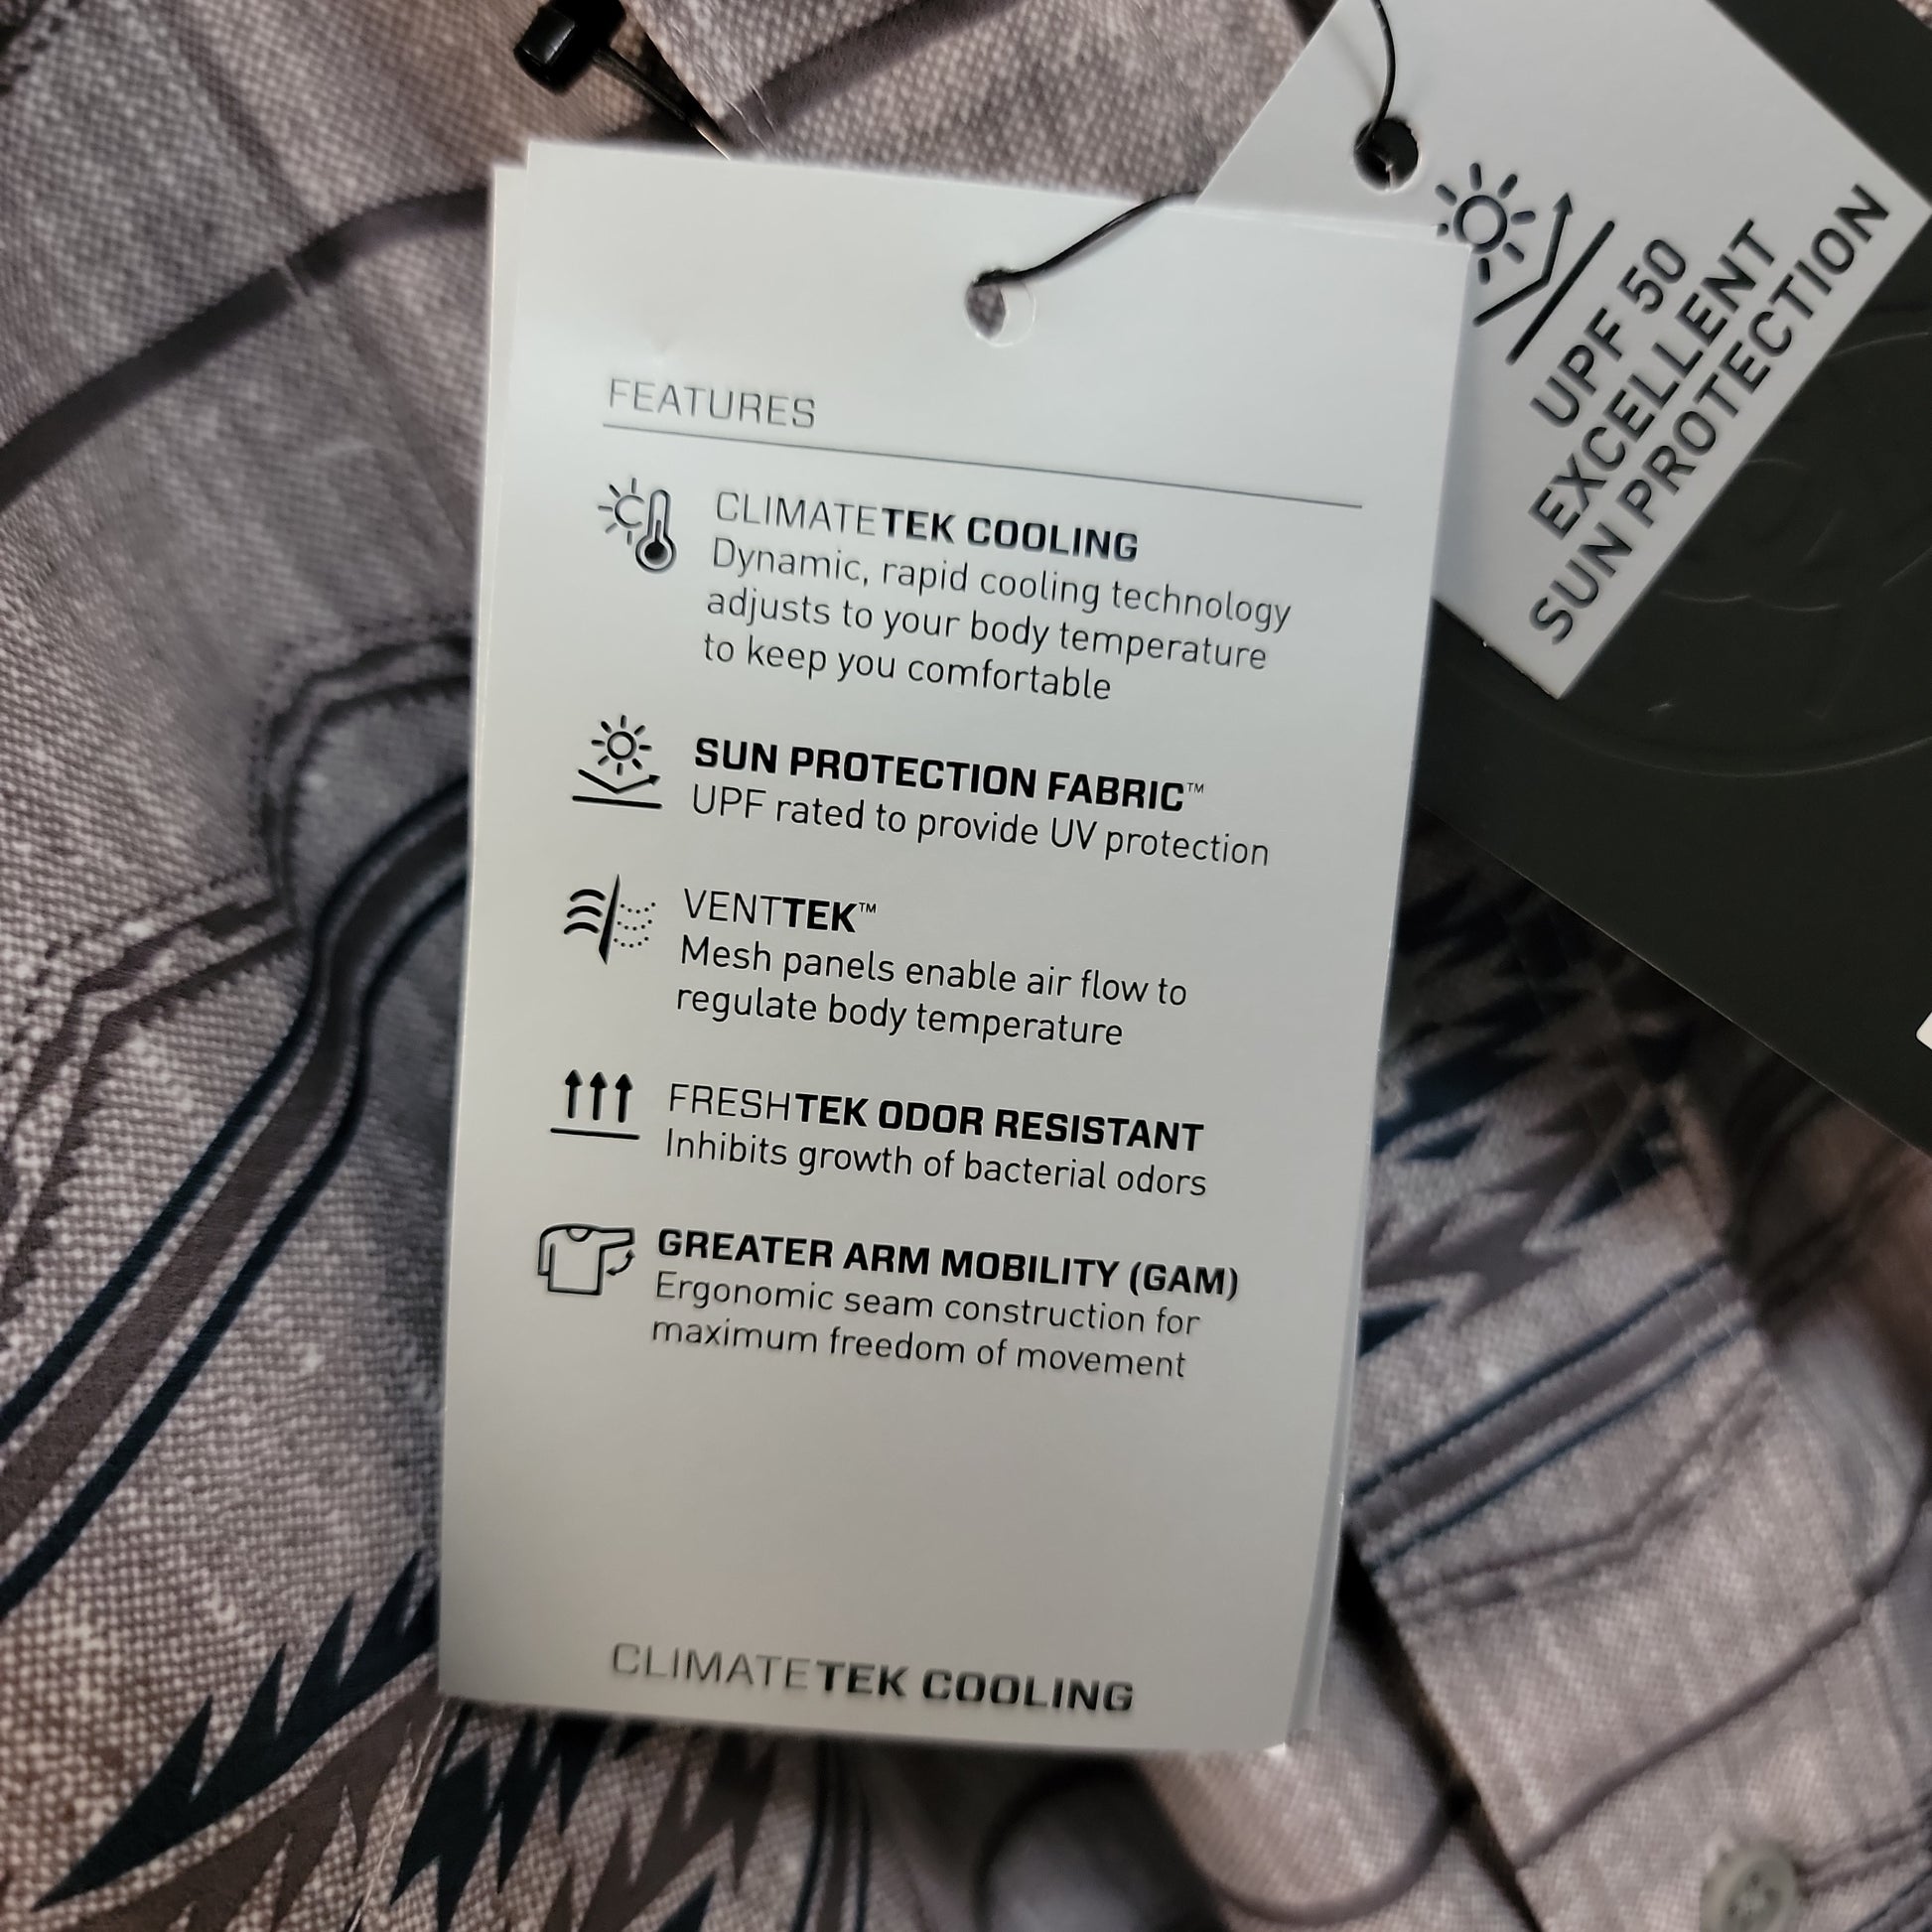 FEATURES
CLIMATETEK COOLING
Dynamic, rapid cooling technology
adjusts to your body temperature
to keep you comfortable
SUN PROTECTION FABRIC™
UPF rated to provide UV protection
VENTTEK™
Mesh panels enable air flow to
regulate body temperature
FRESHTEK ODOR RESISTANT
Inhibits growth of bacterial odors
GREATER ARM MOBILITY (GAM)
Ergonomic seam construction for
maximum freedom of movement
CLIMATETEK COOLING
UPF 50
EXCELLENT
SUN PROTECTION